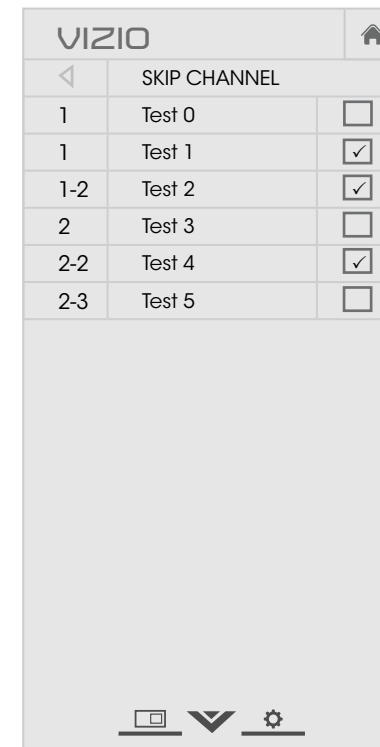 VIZIO
SKIP CHANNEL
1 Test 0
1 Test 1
1-2 Test 2
2 Test 3
2-2 Test 4
2-3 Test 5